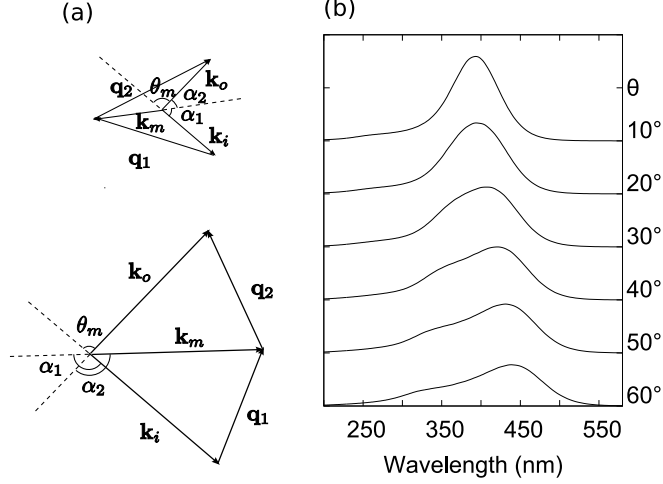 (a)
(b)
q₂
θₘ
kₒ
α₂
α₁
kₘ
kᵢ
q₁
kₒ
q₂
θₘ
kₘ
α₁
α₂
q₁
kᵢ
θ
10°
20°
30°
40°
50°
60°
250 350 450 550
Wavelength (nm)